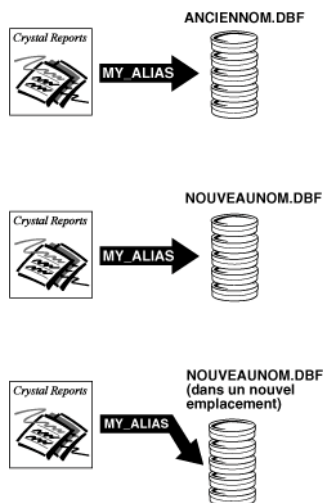 ANCIENNOM.DBF
Crystal Reports
MY_ALIAS
NOUVEAUNOM.DBF
Crystal Reports
MY_ALIAS
NOUVEAUNOM.DBF
(dans un nouvel
emplacement)
Crystal Reports
MY_ALIAS